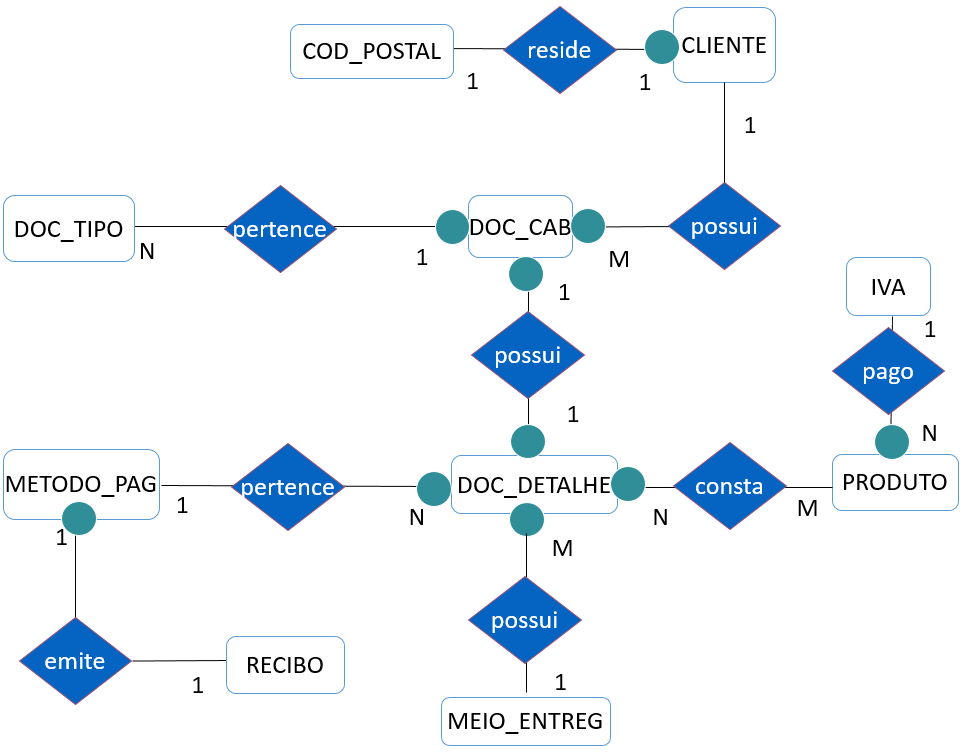 COD_POSTAL
reside
CLIENTE
1
1
1
DOC_TIPO
pertence
DOC_CAB
possui
N
1
M
1
IVA
1
possui
pago
1
N
METODO_PAG
pertence
DOC_DETALHE
consta
PRODUTO
1
N
N
M
1
M
possui
emite
RECIBO
1
1
MEIO_ENTREG